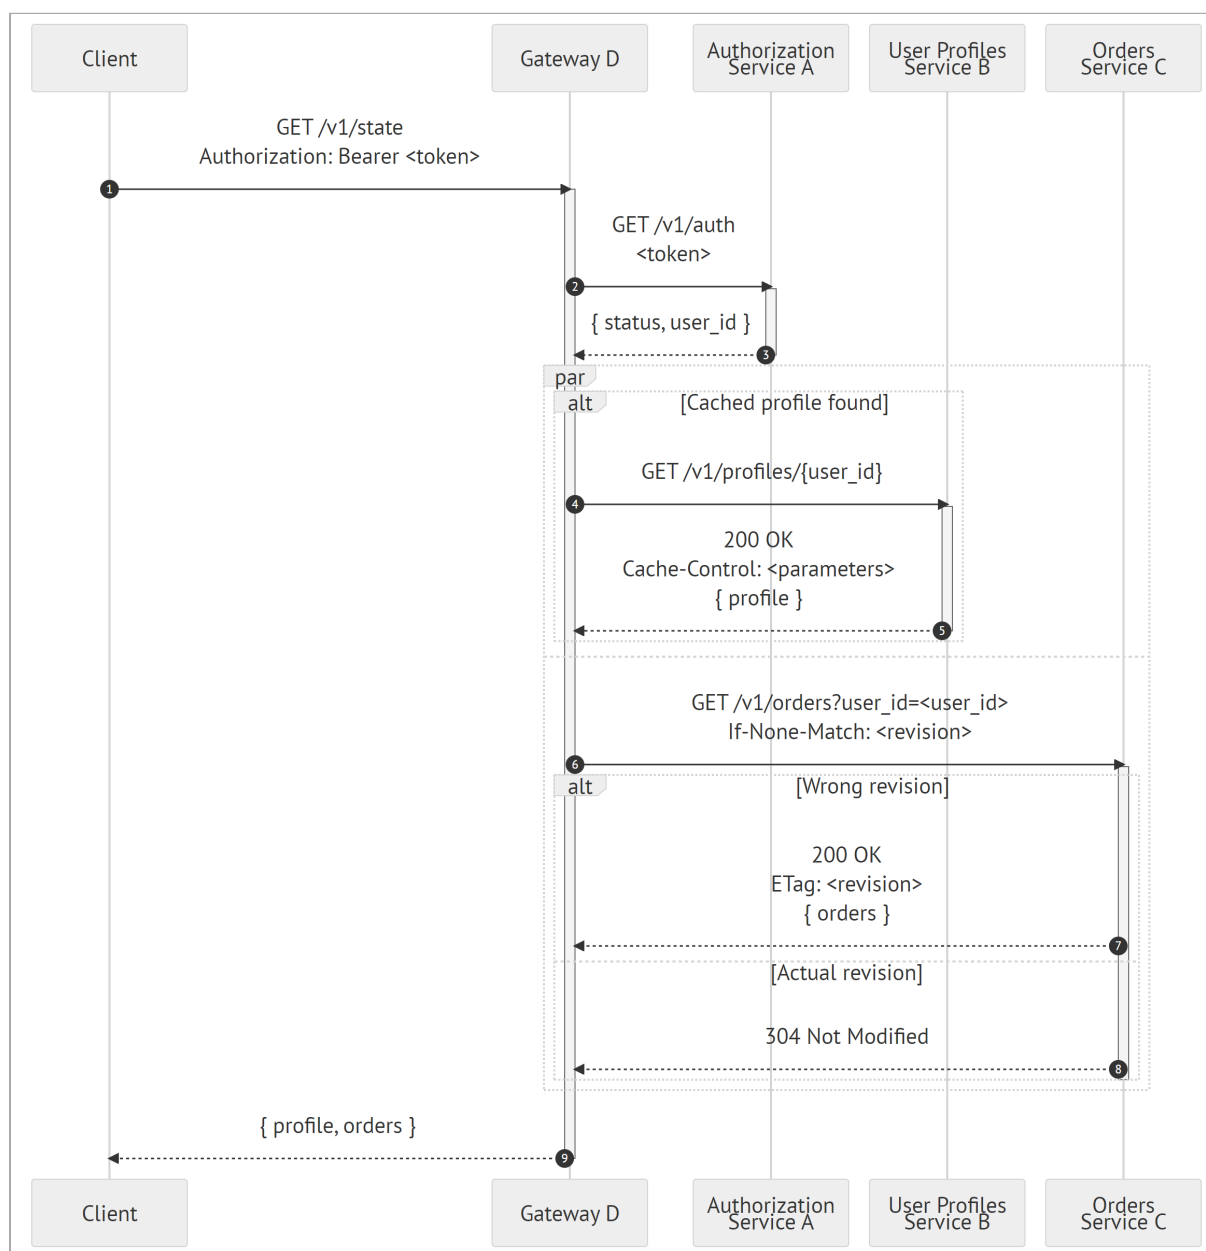 Client
Gateway D
Authorization
Service A
User Profiles
Service B
Orders
Service C
GET /v1/state
Authorization: Bearer <token>
1
GET /v1/auth
<token>
2
{ status, user_id }
3
par
alt
[Cached profile found]
GET /v1/profiles/{user_id}
4
200 OK
Cache-Control: <parameters>
{ profile }
5
GET /v1/orders?user_id=<user_id>
If-None-Match: <revision>
6
alt
[Wrong revision]
200 OK
ETag: <revision>
{ orders }
7
[Actual revision]
304 Not Modified
8
{ profile, orders }
9
Client
Gateway D
Authorization
Service A
User Profiles
Service B
Orders
Service C